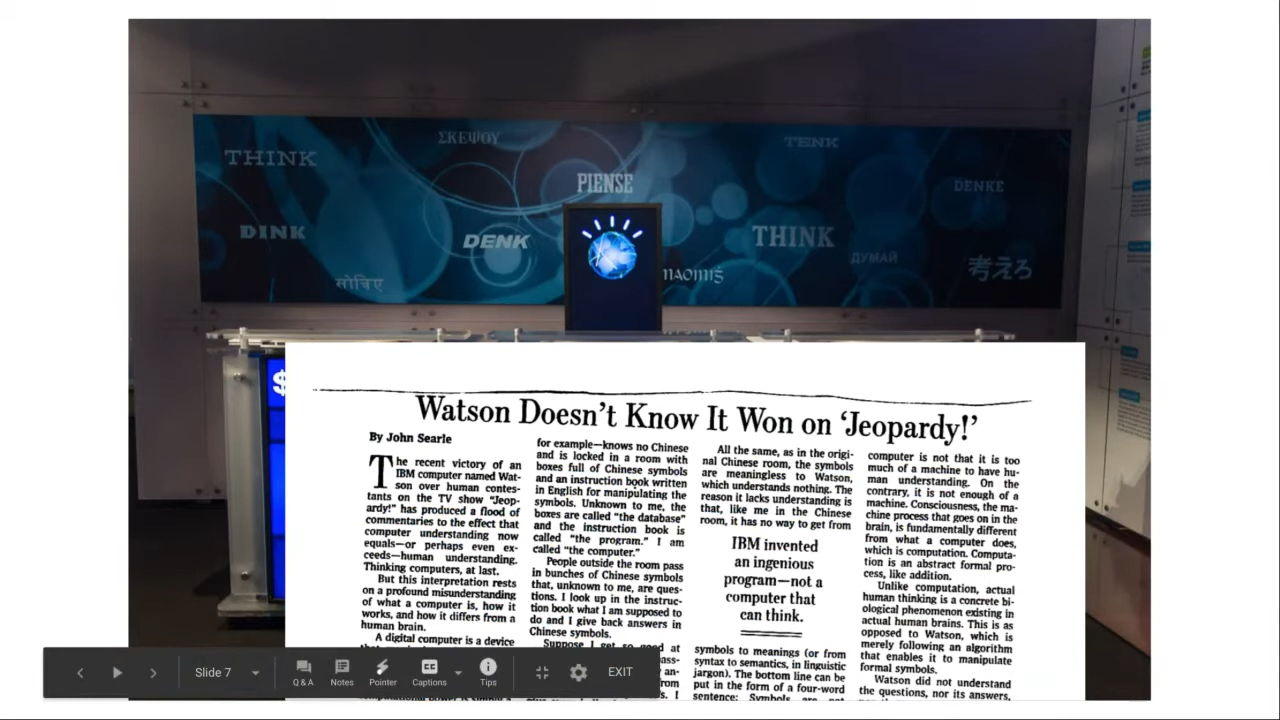 ΣΚΕΨΟΥ
TENK
THINK
PIENSE
DENKE
DINK
DENK
THINK
ДУМАЙ
考えろ
सोचिए
$
Watson Doesn't Know It Won on 'Jeopardy!'
By John Searle
The recent victory of an
IBM computer named Wat-
son over human contes-
tants on the TV show "Jeop-
ardy!" has produced a flood of
commentaries to the effect that
computer understanding now
equals—or perhaps even ex-
ceeds—human understanding.
Thinking computers, at last.
But this interpretation rests
on a profound misunderstanding
of what a computer is, how it
works, and how it differs from a
human brain.
A digital computer is a device
for example—knows no Chinese
and is locked in a room with
boxes full of Chinese symbols
and an instruction book written
in English for manipulating the
symbols. Unknown to me, the
boxes are called "the database"
and the instruction book is
called "the program." I am
called "the computer."
People outside the room pass
in bunches of Chinese symbols
that, unknown to me, are ques-
tions. I look up in the instruc-
tion book what I am supposed to
do and I give back answers in
Chinese symbols.
Suppose I get so good at
All the same, as in the origi-
nal Chinese room, the symbols
are meaningless to Watson,
which understands nothing. The
reason it lacks understanding is
that, like me in the Chinese
room, it has no way to get from
IBM invented
an ingenious
program—not a
computer that
can think.
symbols to meanings (or from
syntax to semantics, in linguistic
jargon). The bottom line can be
put in the form of a four-word
sentence: Symbols are not
computer is not that it is too
much of a machine to have hu-
man understanding. On the
contrary, it is not enough of a
machine. Consciousness, the ma-
chine process that goes on in the
brain, is fundamentally different
from what a computer does,
which is computation. Computa-
tion is an abstract formal pro-
cess, like addition.
Unlike computation, actual
human thinking is a concrete bi-
ological phenomenon existing in
actual human brains. This is as
opposed to Watson, which is
merely following an algorithm
that enables it to manipulate
formal symbols.
Watson did not understand
the questions, nor its answers,
Slide 7
Q & A
Notes
Pointer
Captions
Tips
EXIT